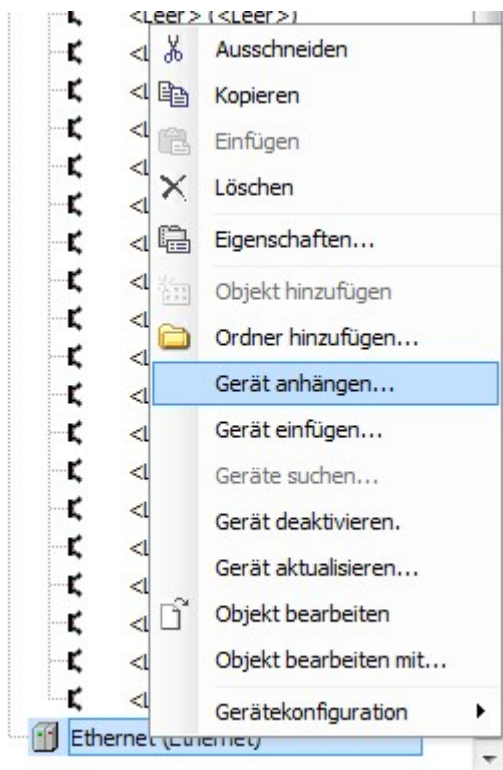 <Leer> (<Leer>)
Ausschneiden
Kopieren
Einfügen
Löschen
Eigenschaften...
Objekt hinzufügen
Ordner hinzufügen...
Gerät anhängen...
Gerät einfügen...
Geräte suchen...
Gerät deaktivieren.
Gerät aktualisieren...
Objekt bearbeiten
Objekt bearbeiten mit...
Gerätekonfiguration
Ethernet (Ethernet)